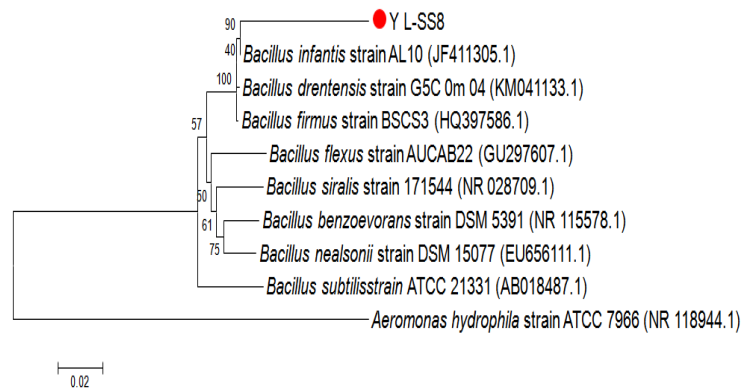 90
Y L-SS8
40
Bacillus infantis strain AL10 (JF411305.1)
100
Bacillus drentensis strain G5C 0m 04 (KM041133.1)
Bacillus firmus strain BSCS3 (HQ397586.1)
57
Bacillus flexus strain AUCAB22 (GU297607.1)
50
Bacillus siralis strain 171544 (NR 028709.1)
61
Bacillus benzoevorans strain DSM 5391 (NR 115578.1)
75
Bacillus nealsonii strain DSM 15077 (EU656111.1)
Bacillus subtilisstrain ATCC 21331 (AB018487.1)
Aeromonas hydrophila strain ATCC 7966 (NR 118944.1)
0.02